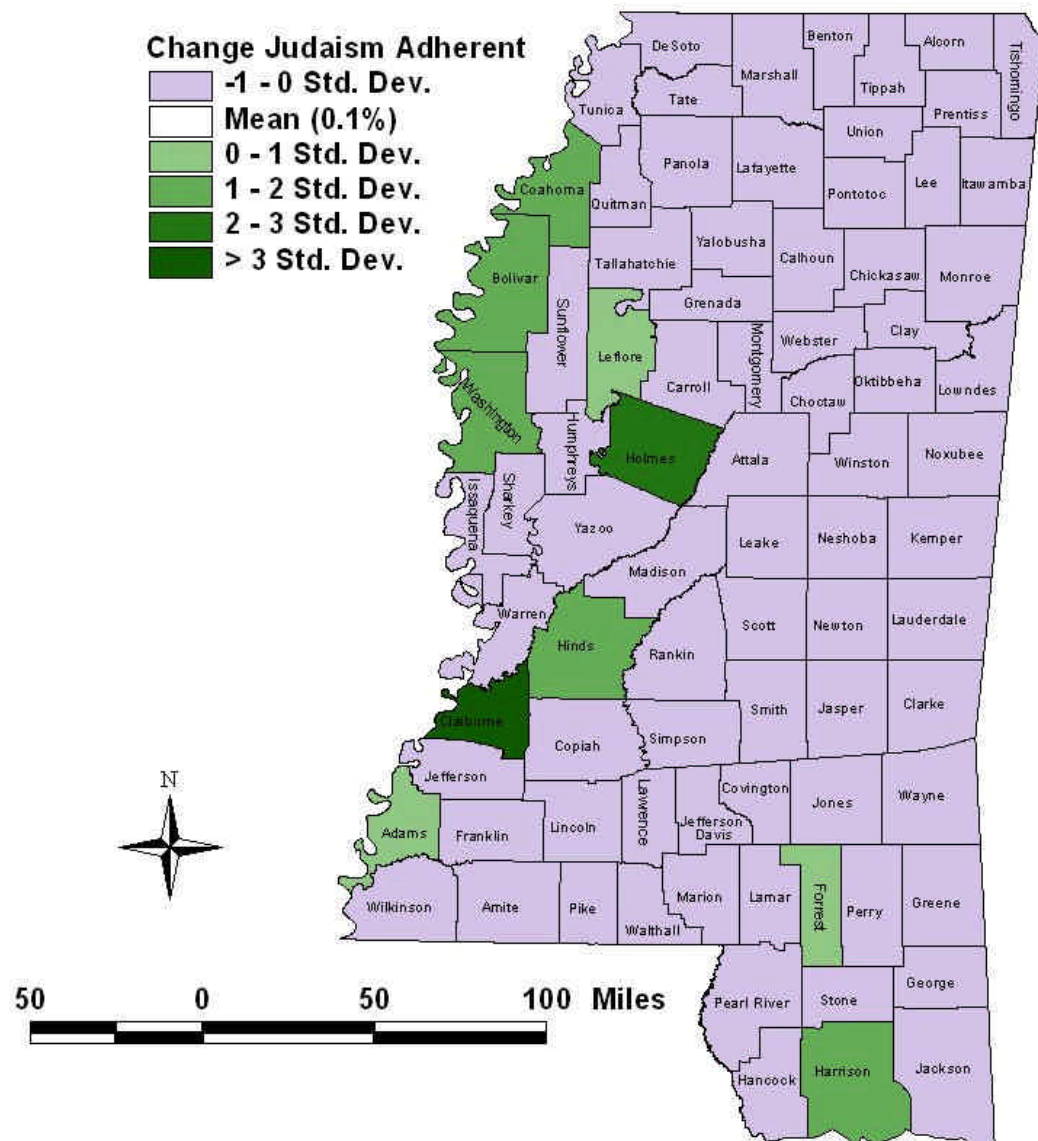 Change Judaism Adherent
-1 - 0 Std. Dev.
Mean (0.1%)
0 - 1 Std. Dev.
1 - 2 Std. Dev.
2 - 3 Std. Dev.
> 3 Std. Dev.
DeSoto
Benton
Alcorn
Tishomingo
Marshall
Tippah
Tunica
Tate
Prentiss
Union
Panola
Lafayette
Coahoma
Quitman
Pontotoc
Lee
Itawamba
Yalobusha
Calhoun
Tallahatchie
Chickasaw
Monroe
Bolivar
Sunflower
Grenada
Montgomery
Webster
Clay
Leflore
Carroll
Choctaw
Oktibbeha
Lowndes
Washington
Humphreys
Holmes
Attala
Winston
Noxubee
Issaquena
Sharkey
Yazoo
Leake
Neshoba
Kemper
Madison
Warren
Hinds
Rankin
Scott
Newton
Lauderdale
Claiborne
Copiah
Simpson
Smith
Jasper
Clarke
Jefferson
N
Adams
Franklin
Lincoln
Lawrence
Jefferson
Davis
Covington
Jones
Wayne
Wilkinson
Amite
Pike
Walthall
Marion
Lamar
Forrest
Perry
Greene
50 0 50 100 Miles
Pearl River
Stone
George
Hancock
Harrison
Jackson